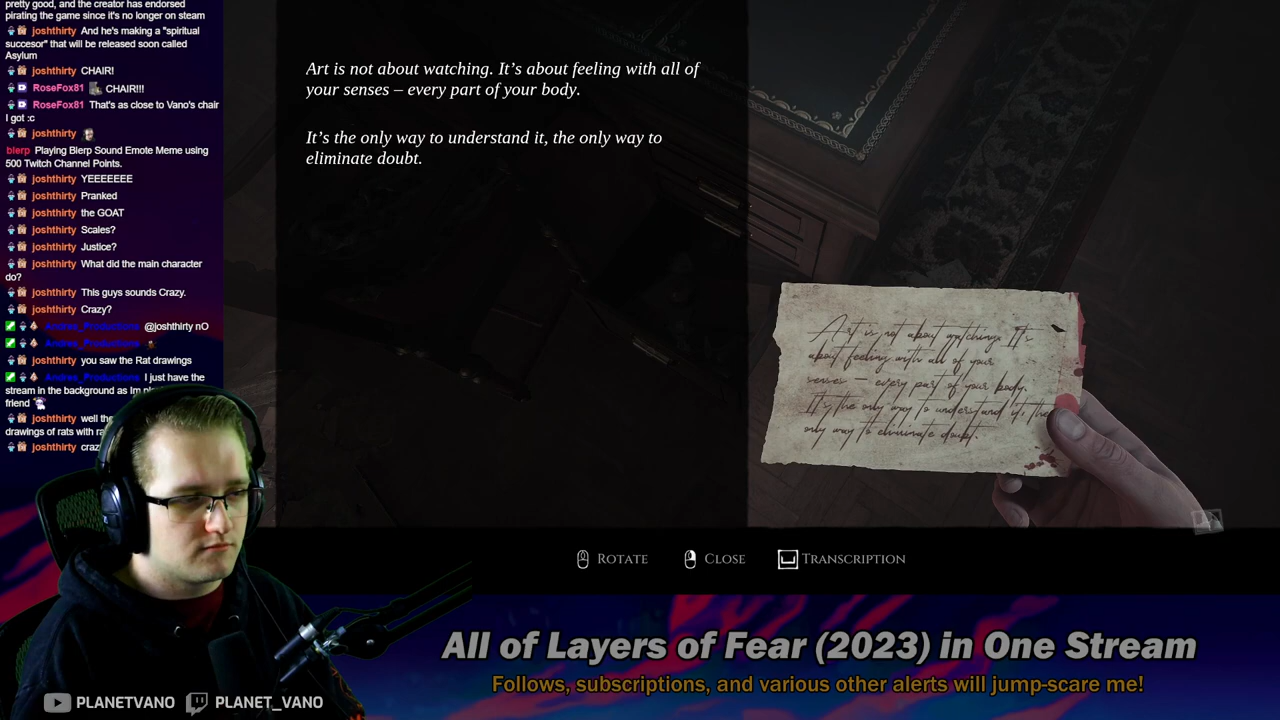 pretty good, and the creator has endorsed
pirating the game since it's no longer on steam
joshthirty And he's making a "spiritual
succesor" that will be released soon called
Asylum
joshthirty CHAIR!
RoseFox81 CHAIR!!!
RoseFox81 That's as close to Vano's chair
I got :c
joshthirty
blerp Playing Blerp Sound Emote Meme using
500 Twitch Channel Points.
joshthirty YEEEEEEE
joshthirty Pranked
joshthirty the GOAT
joshthirty Scales?
joshthirty Justice?
joshthirty What did the main character
do?
joshthirty This guys sounds Crazy.
joshthirty Crazy?
Andres_Productions @joshthirty nO
Andres_Productions
joshthirty you saw the Rat drawings
Andres_Productions I just have the
stream in the background as Im
friend
joshthirty well
drawings of rats with
joshthirty
Art is not about watching. It's about feeling with all of
your senses – every part of your body.
It's the only way to understand it, the only way to
eliminate doubt.
Art is not about watching. It's
about feeling with all of your
senses — every part of your body.
It's the only way to understand it, the
only way to eliminate doubt.
ROTATE
CLOSE
TRANSCRIPTION
All of Layers of Fear (2023) in One Stream
Follows, subscriptions, and various other alerts will jump-scare me!
PLANETVANO
PLANET_VANO